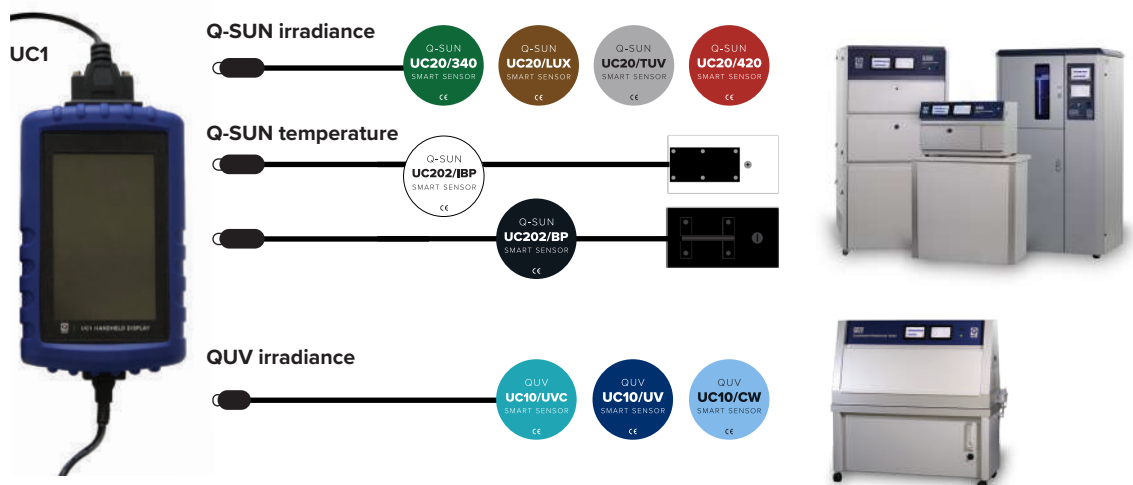 UC1
UC1 HANDHELD DISPLAY
Q-SUN irradiance
Q-SUN
UC20/340
SMART SENSOR
CE
Q-SUN
UC20/LUX
SMART SENSOR
CE
Q-SUN
UC20/TUV
SMART SENSOR
CE
Q-SUN
UC20/420
SMART SENSOR
CE
Q-SUN temperature
Q-SUN
UC202/IBP
SMART SENSOR
CE
Q-SUN
UC202/BP
SMART SENSOR
CE
QUV irradiance
QUV
UC10/UVC
SMART SENSOR
CE
QUV
UC10/UV
SMART SENSOR
CE
QUV
UC10/CW
SMART SENSOR
CE